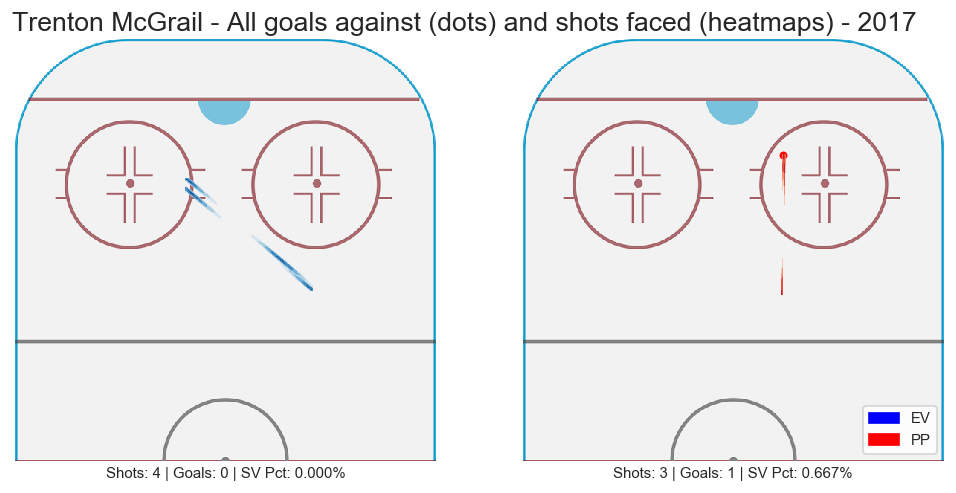 Trenton McGrail - All goals against (dots) and shots faced (heatmaps) - 2017
EV
PP
Shots: 4 | Goals: 0 | SV Pct: 0.000%
Shots: 3 | Goals: 1 | SV Pct: 0.667%